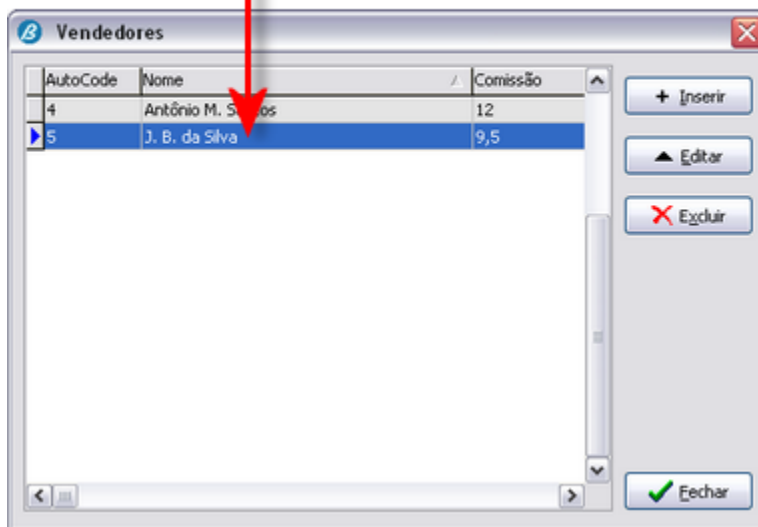 Vendedores
AutoCode Nome Comissão
4 Antônio M. 12
5 J. B. da Silva 9,5
+ Inserir
Editar
Excluir
Fechar